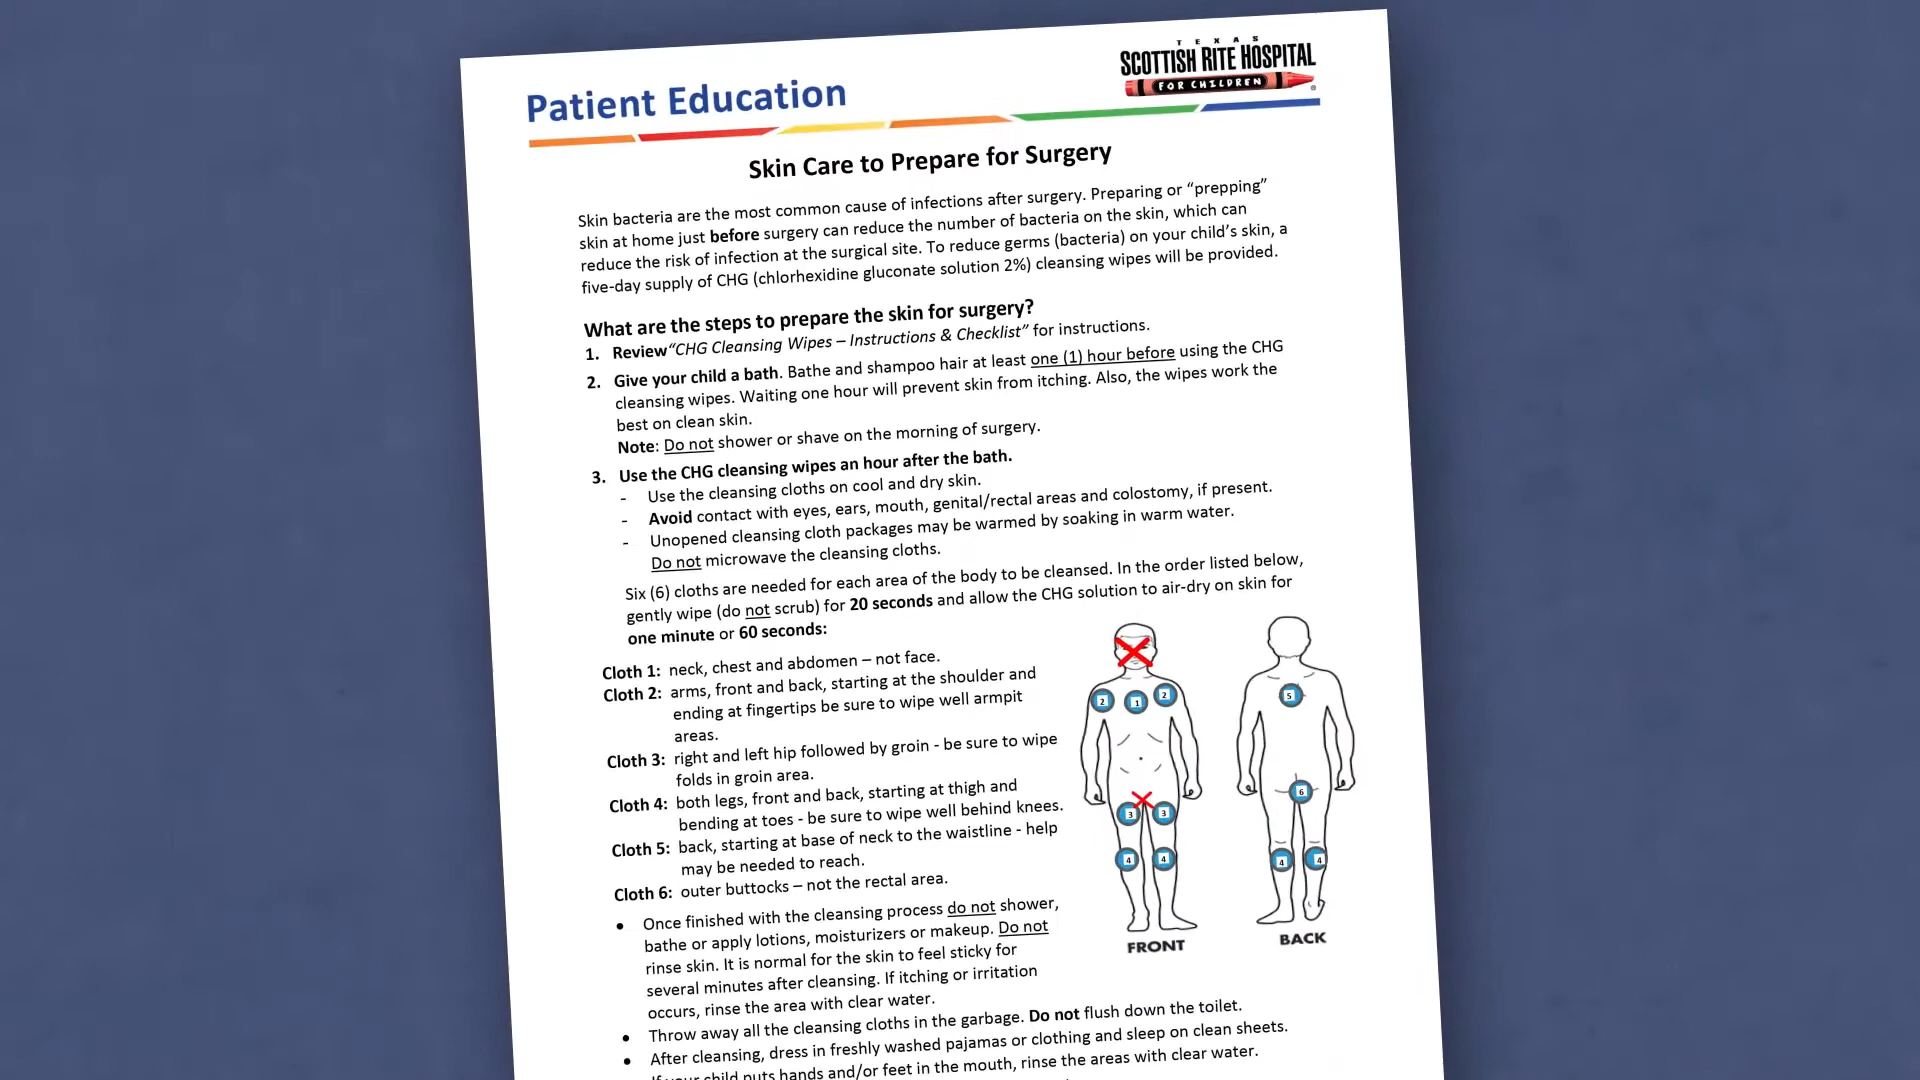 TEXAS
SCOTTISH RITE HOSPITAL
FOR CHILDREN
Patient Education
Skin Care to Prepare for Surgery
Skin bacteria are the most common cause of infections after surgery. Preparing or “prepping”
skin at home just before surgery can reduce the number of bacteria on the skin, which can
reduce the risk of infection at the surgical site. To reduce germs (bacteria) on your child’s skin, a
five-day supply of CHG (chlorhexidine gluconate solution 2%) cleansing wipes will be provided.
What are the steps to prepare the skin for surgery?
1. Review “CHG Cleansing Wipes – Instructions & Checklist” for instructions.
2. Give your child a bath. Bathe and shampoo hair at least one (1) hour before using the CHG
cleansing wipes. Waiting one hour will prevent skin from itching. Also, the wipes work the
best on clean skin.
Note: Do not shower or shave on the morning of surgery.
3. Use the CHG cleansing wipes an hour after the bath.
- Use the cleansing cloths on cool and dry skin.
- Avoid contact with eyes, ears, mouth, genital/rectal areas and colostomy, if present.
- Unopened cleansing cloth packages may be warmed by soaking in warm water.
Do not microwave the cleansing cloths.
Six (6) cloths are needed for each area of the body to be cleansed. In the order listed below,
gently wipe (do not scrub) for 20 seconds and allow the CHG solution to air-dry on skin for
one minute or 60 seconds:
Cloth 1: neck, chest and abdomen – not face.
Cloth 2: arms, front and back, starting at the shoulder and
ending at fingertips be sure to wipe well armpit
areas.
Cloth 3: right and left hip followed by groin - be sure to wipe
folds in groin area.
Cloth 4: both legs, front and back, starting at thigh and
bending at toes - be sure to wipe well behind knees.
Cloth 5: back, starting at base of neck to the waistline - help
may be needed to reach.
Cloth 6: outer buttocks – not the rectal area.
2 1 2
3 3
4 4
FRONT
5
6
4 4
BACK
• Once finished with the cleansing process do not shower,
bathe or apply lotions, moisturizers or makeup. Do not
rinse skin. It is normal for the skin to feel sticky for
several minutes after cleansing. If itching or irritation
occurs, rinse the area with clear water.
• Throw away all the cleansing cloths in the garbage. Do not flush down the toilet.
• After cleansing, dress in freshly washed pajamas or clothing and sleep on clean sheets.
If your child puts hands and/or feet in the mouth, rinse the areas with clear water.